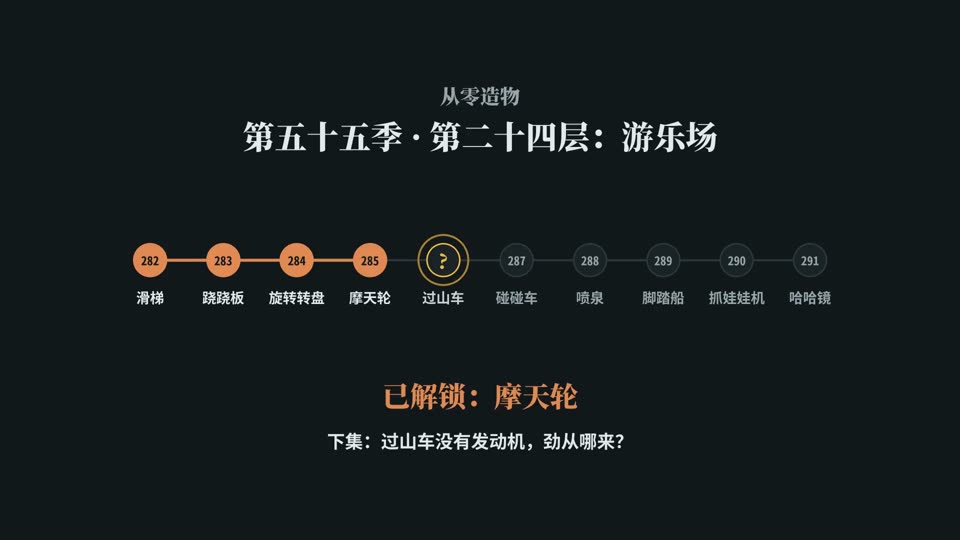 从零造物
第五十五季 · 第二十四层：游乐场
282 283 284 285 ? 287 288 289 290 291
滑梯 跷跷板 旋转转盘 摩天轮 过山车 碰碰车 喷泉 脚踏船 抓娃娃机 哈哈镜
已解锁：摩天轮
下集：过山车没有发动机，劲从哪来？